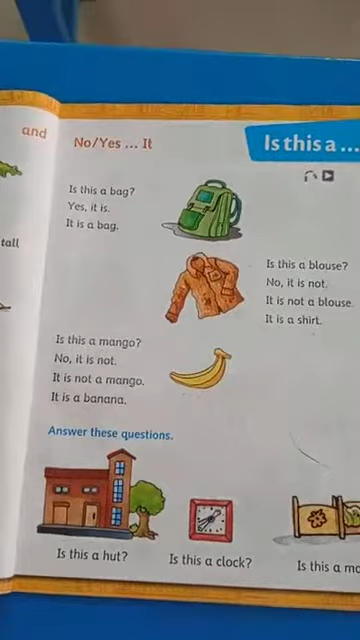 and
No/Yes ... It
Is this a ...
Is this a bag?
Yes, it is.
It is a bag.
tall
Is this a blouse?
No, it is not.
It is not a blouse.
It is a shirt.
Is this a mango?
No, it is not.
It is not a mango.
It is a banana.
Answer these questions.
Is this a hut?
Is this a clock?
Is this a mo